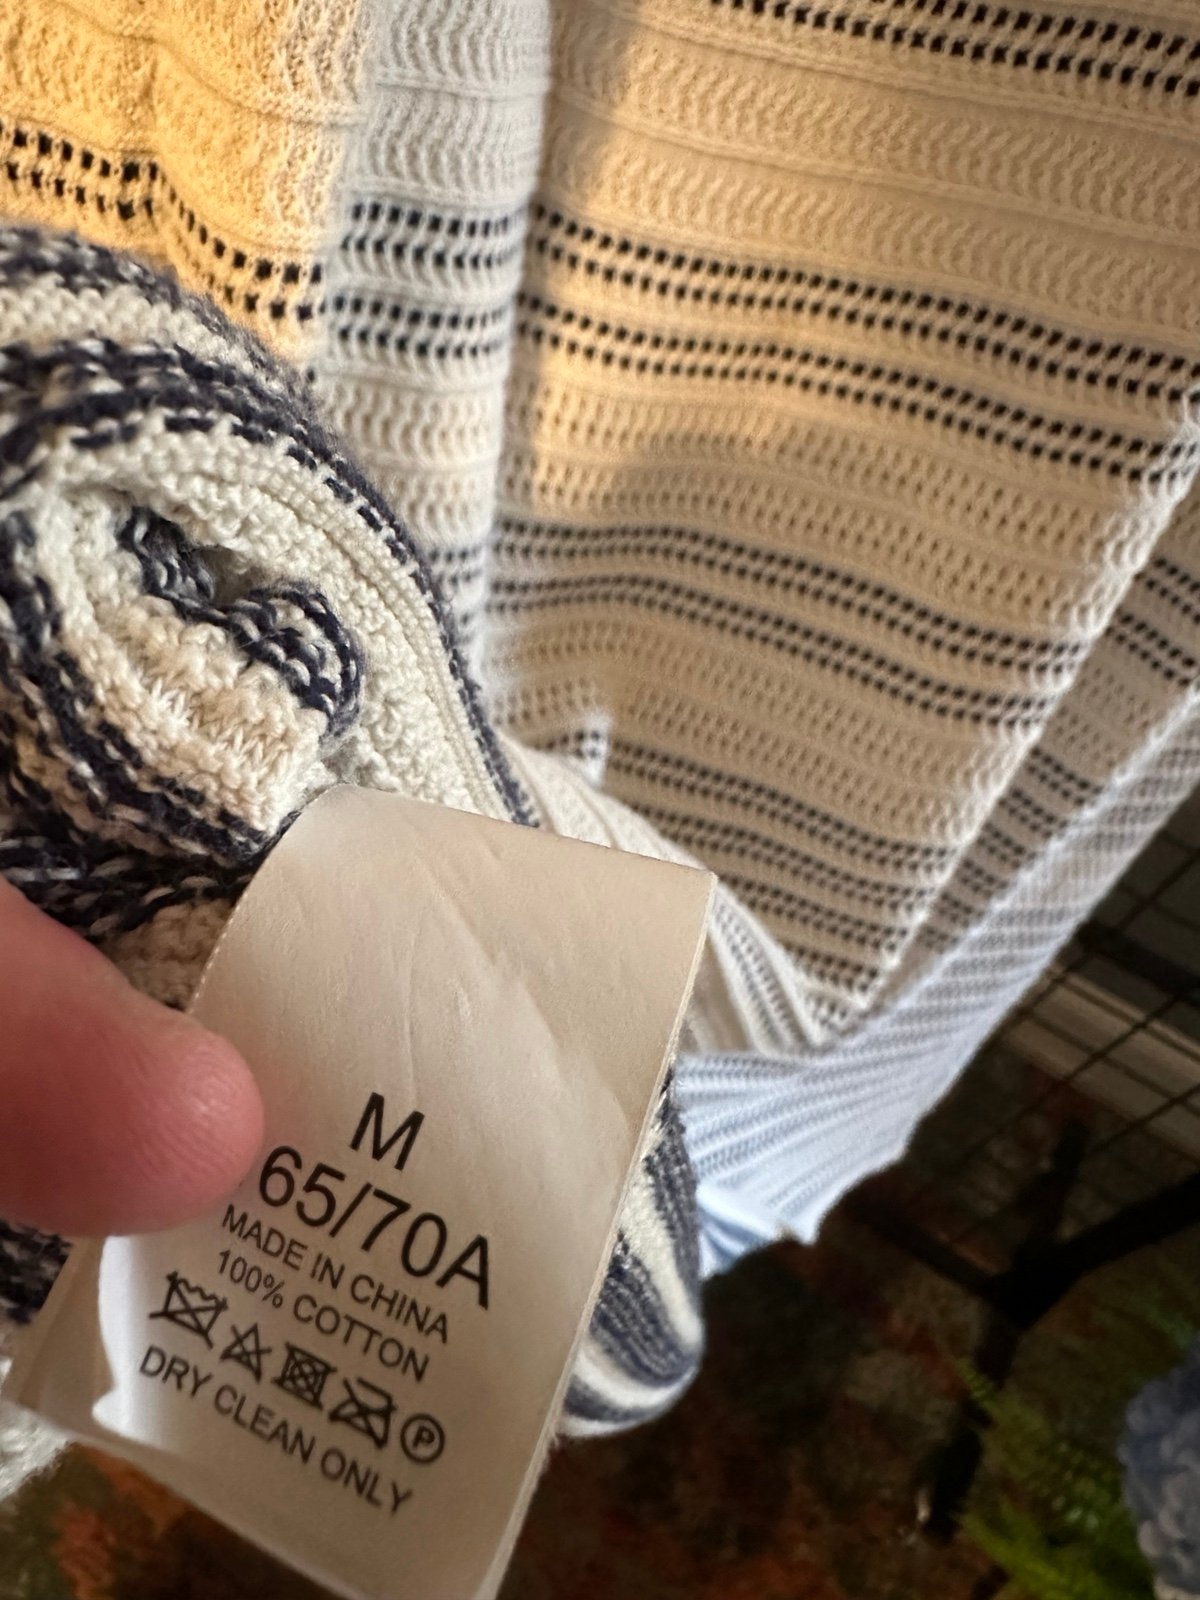 M
65/70A
MADE IN CHINA
100% COTTON
P
DRY CLEAN ONLY